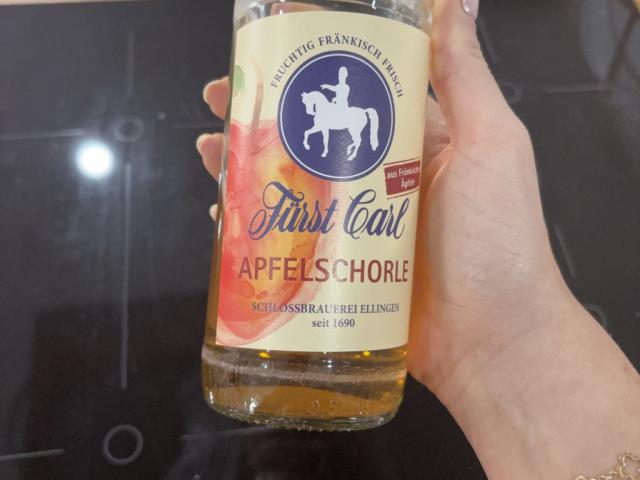 FRUCHTIG FRÄNKISCH FRISCH
aus Fränkischen
Äpfeln
Fürst Carl
APFELSCHORLE
SCHLOSSBRAUEREI ELLINGEN
seit 1690